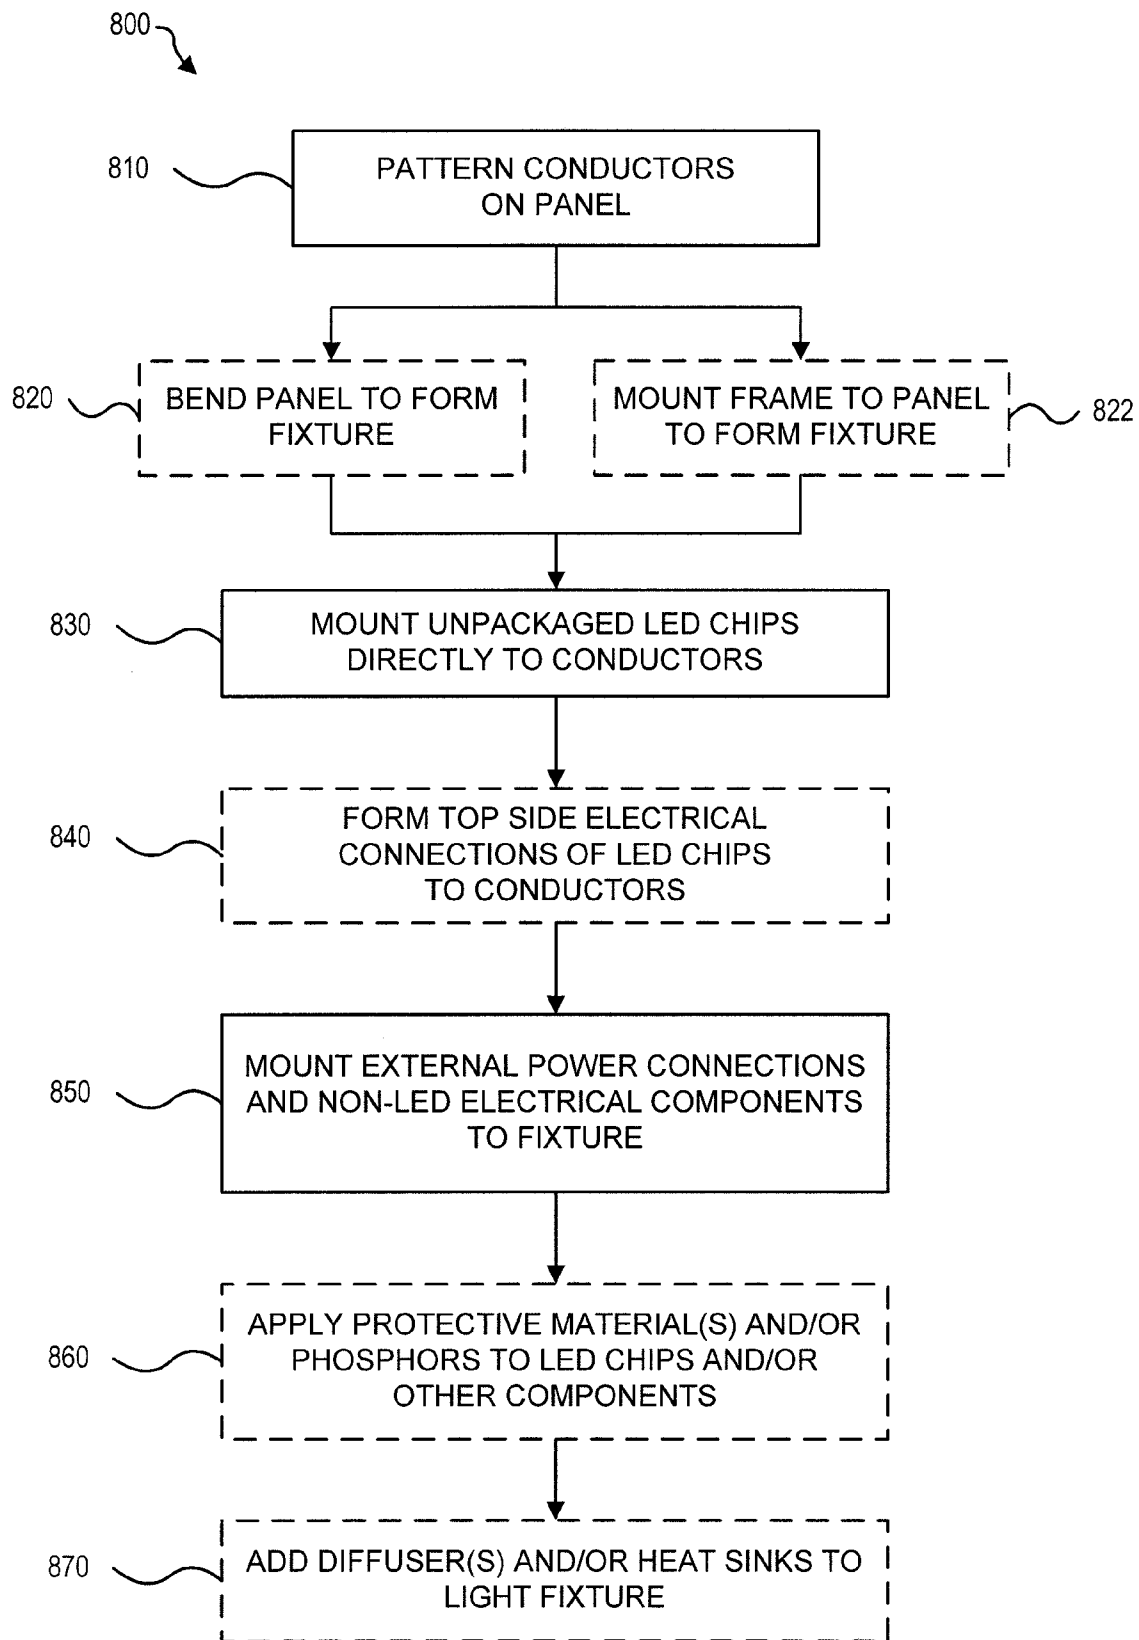 800
810
PATTERN CONDUCTORS
ON PANEL
820
BEND PANEL TO FORM
FIXTURE
MOUNT FRAME TO PANEL
TO FORM FIXTURE
822
830
MOUNT UNPACKAGED LED CHIPS
DIRECTLY TO CONDUCTORS
840
FORM TOP SIDE ELECTRICAL
CONNECTIONS OF LED CHIPS
TO CONDUCTORS
850
MOUNT EXTERNAL POWER CONNECTIONS
AND NON-LED ELECTRICAL COMPONENTS
TO FIXTURE
860
APPLY PROTECTIVE MATERIAL(S) AND/OR
PHOSPHORS TO LED CHIPS AND/OR
OTHER COMPONENTS
870
ADD DIFFUSER(S) AND/OR HEAT SINKS TO
LIGHT FIXTURE